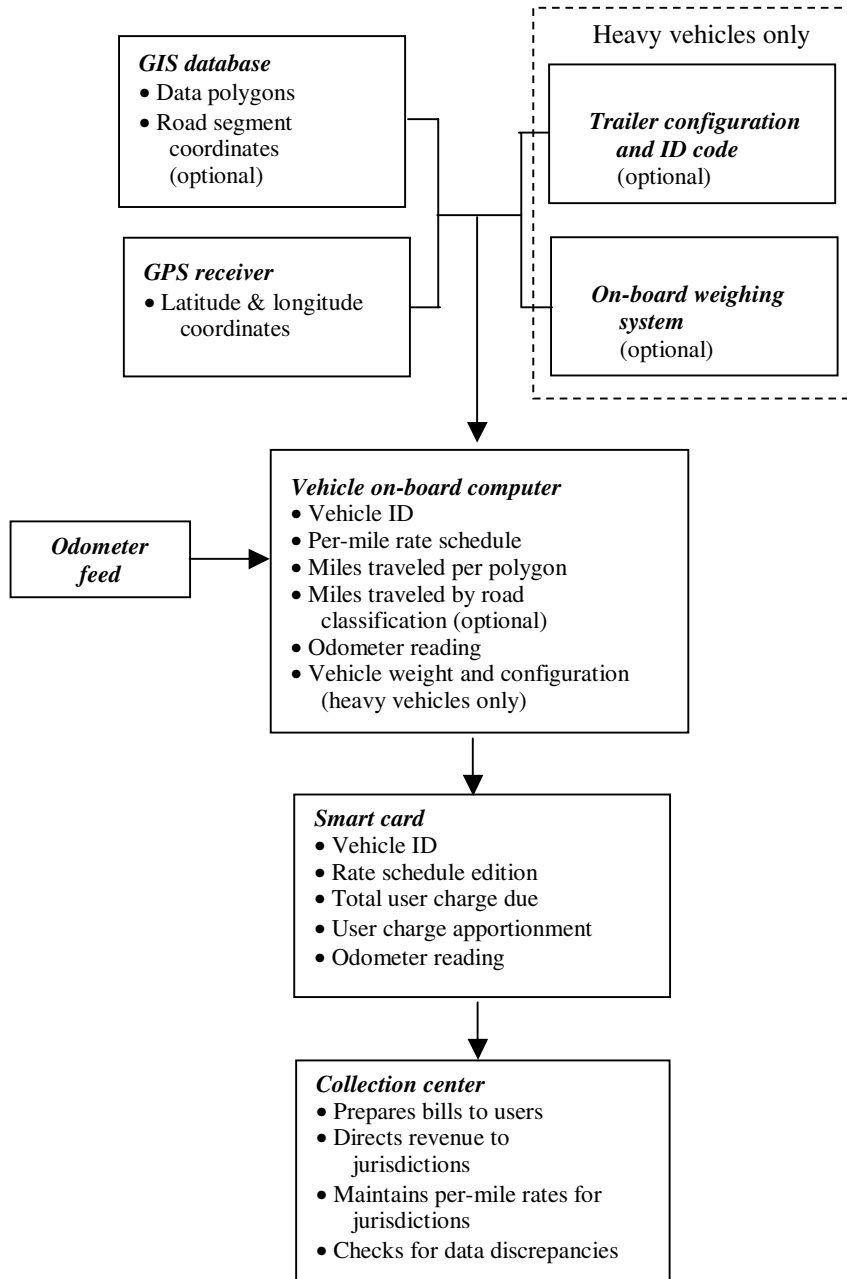 Heavy vehicles only
GIS database
• Data polygons
• Road segment
coordinates
(optional)
Trailer configuration
and ID code
(optional)
GPS receiver
• Latitude & longitude
coordinates
On-board weighing
system
(optional)
Vehicle on-board computer
• Vehicle ID
• Per-mile rate schedule
• Miles traveled per polygon
• Miles traveled by road
classification (optional)
• Odometer reading
• Vehicle weight and configuration
(heavy vehicles only)
Odometer
feed
Smart card
• Vehicle ID
• Rate schedule edition
• Total user charge due
• User charge apportionment
• Odometer reading
Collection center
• Prepares bills to users
• Directs revenue to
jurisdictions
• Maintains per-mile rates for
jurisdictions
• Checks for data discrepancies